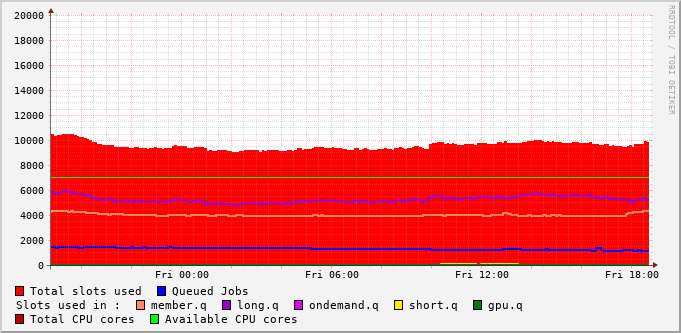 RRDTOOL / TOBI OETIKER
20000
18000
16000
14000
12000
10000
8000
6000
4000
2000
0
Fri 00:00 Fri 06:00 Fri 12:00 Fri 18:00
Total slots used Queued Jobs
Slots used in : member.q long.q ondemand.q short.q gpu.q
Total CPU cores Available CPU cores